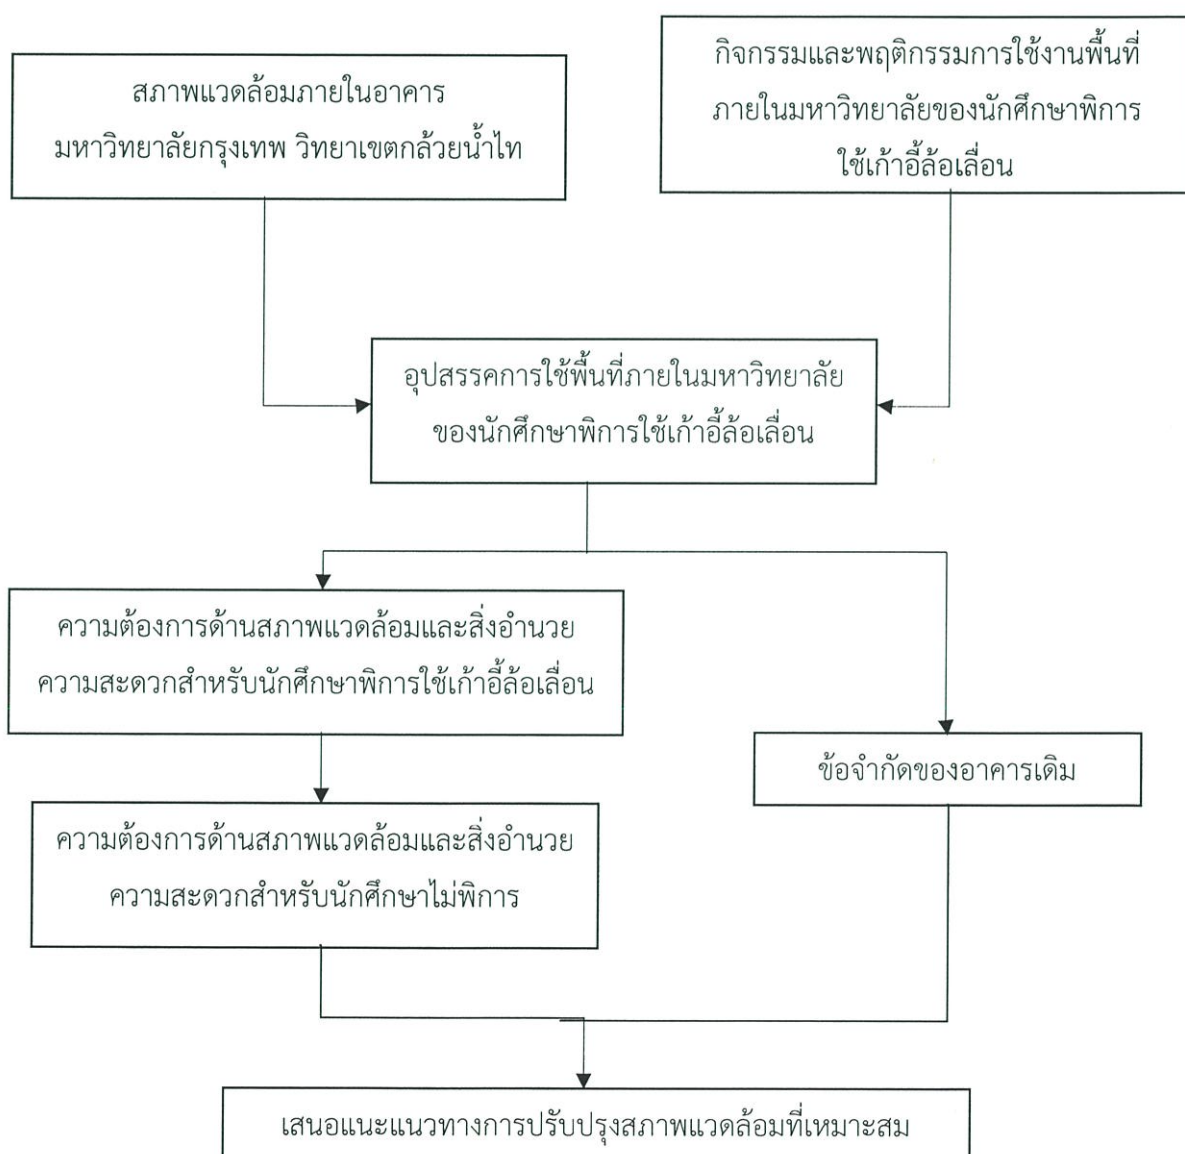 สภาพแวดล้อมภายในอาคาร
มหาวิทยาลัยกรุงเทพ วิทยาเขตกล้วยน้ำไท
กิจกรรมและพฤติกรรมการใช้งานพื้นที่
ภายในมหาวิทยาลัยของนักศึกษาพิการ
ใช้เก้าอี้ล้อเลื่อน
อุปสรรคการใช้พื้นที่ภายในมหาวิทยาลัย
ของนักศึกษาพิการใช้เก้าอี้ล้อเลื่อน
ความต้องการด้านสภาพแวดล้อมและสิ่งอำนวย
ความสะดวกสำหรับนักศึกษาพิการใช้เก้าอี้ล้อเลื่อน
ข้อจำกัดของอาคารเดิม
ความต้องการด้านสภาพแวดล้อมและสิ่งอำนวย
ความสะดวกสำหรับนักศึกษาไม่พิการ
เสนอแนะแนวทางการปรับปรุงสภาพแวดล้อมที่เหมาะสม